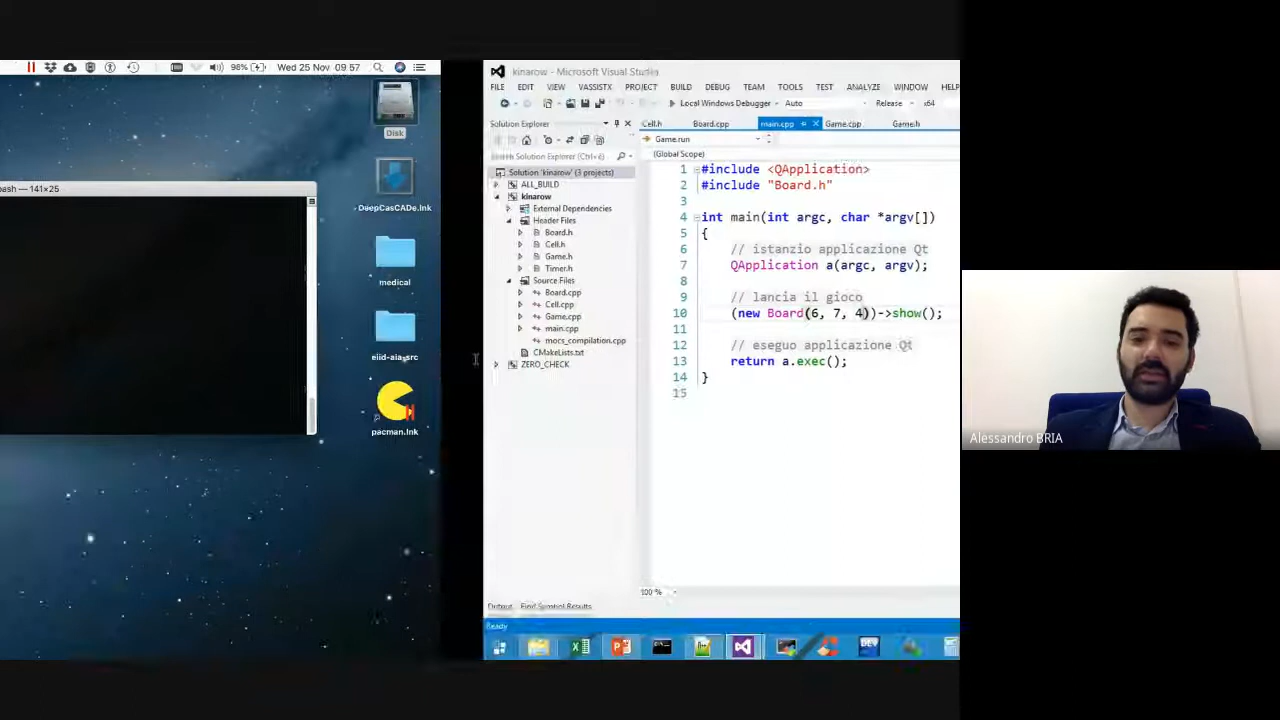 98%
Wed 25 Nov 09:57
Disk
bash — 141×25
DeepCasCADe.lnk
medical
eiid-aia-src
pacman.lnk
kinarow - Microsoft Visual Studio
FILE EDIT VIEW VASSISTX PROJECT BUILD DEBUG TEAM TOOLS TEST ANALYZE WINDOW HELP
Local Windows Debugger Auto Release x64
Solution Explorer
Search Solution Explorer (Ctrl+è)
Solution 'kinarow' (3 projects)
ALL_BUILD
kinarow
External Dependencies
Header Files
Board.h
Cell.h
Game.h
Timer.h
Source Files
Board.cpp
Cell.cpp
Game.cpp
main.cpp
mocs_compilation.cpp
CMakeLists.txt
ZERO_CHECK
Cell.h Board.cpp main.cpp Game.cpp Game.h
Game.run
(Global Scope)
1 #include <QApplication>
2 #include "Board.h"
3
4 int main(int argc, char *argv[])
5 {
6 // istanzio applicazione Qt
7 QApplication a(argc, argv);
8
9 // lancia il gioco
10 (new Board(6, 7, 4))->show();
11
12 // eseguo applicazione Qt
13 return a.exec();
14 }
15
100 %
Output Find Symbol Results
Ready
DEV
Alessandro BRIA